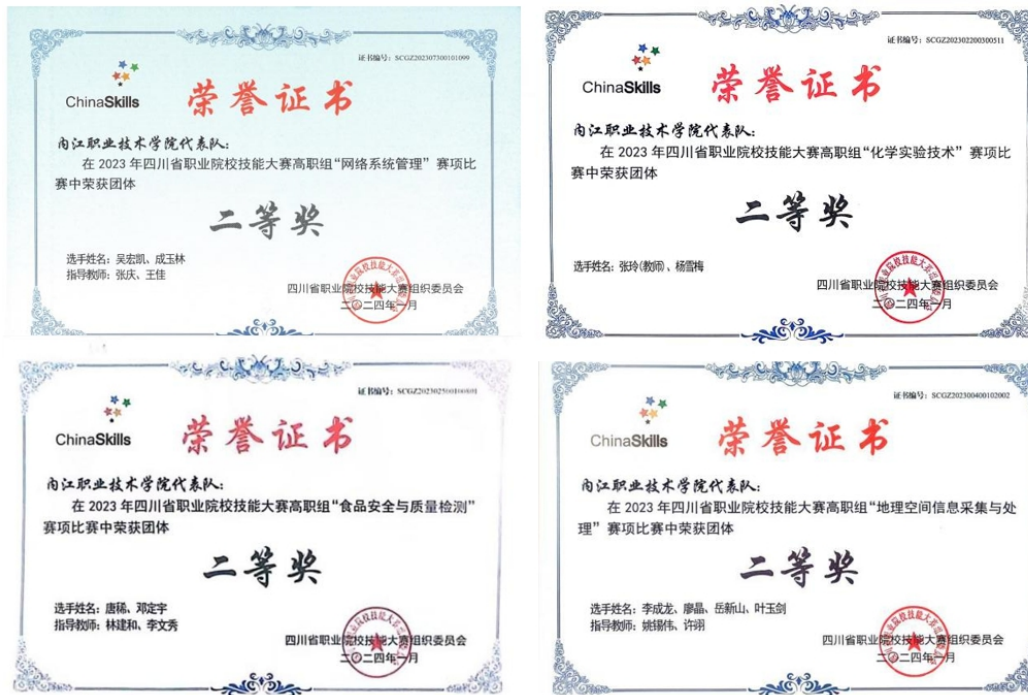 证书编号：SCGZ202307300101099
ChinaSkills
荣誉证书
内江职业技术学院代表队：
在 2023 年四川省职业院校技能大赛高职组“网络系统管理”赛项比
赛中荣获团体
二等奖
选手姓名：吴宏凯、成玉林
指导教师：张庆、王佳
四川省职业院校技能大赛组织委员会
二〇二四年一月
证书编号：SCGZ202302200300511
ChinaSkills
荣誉证书
内江职业技术学院代表队：
在 2023 年四川省职业院校技能大赛高职组“化学实验技术”赛项比
赛中荣获团体
二等奖
选手姓名：张玲(教师)、杨雪梅
四川省职业院校技能大赛组织委员会
二〇二四年一月
证书编号：SCGZ202302500100601
ChinaSkills
荣誉证书
内江职业技术学院代表队：
在 2023 年四川省职业院校技能大赛高职组“食品安全与质量检测”
赛项比赛中荣获团体
二等奖
选手姓名：唐稀、邓定宇
指导教师：林建和、李文秀
四川省职业院校技能大赛组织委员会
二〇二四年一月
证书编号：SCGZ202300400102002
ChinaSkills
荣誉证书
内江职业技术学院代表队：
在 2023 年四川省职业院校技能大赛高职组“地理空间信息采集与处
理”赛项比赛中荣获团体
二等奖
选手姓名：李成龙、廖晶、岳新山、叶玉剑
指导教师：姚锡伟、许翊
四川省职业院校技能大赛组织委员会
二〇二四年一月